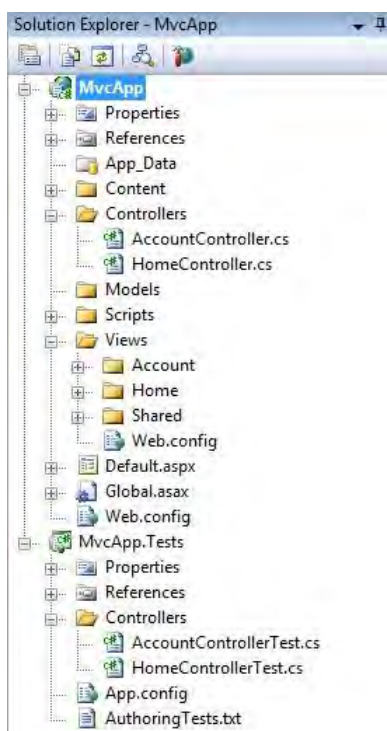 Solution Explorer - MvcApp
MvcApp
Properties
References
App_Data
Content
Controllers
AccountController.cs
HomeController.cs
Models
Scripts
Views
Account
Home
Shared
Web.config
Default.aspx
Global.asax
Web.config
MvcApp.Tests
Properties
References
Controllers
AccountControllerTest.cs
HomeControllerTest.cs
App.config
AuthoringTests.txt